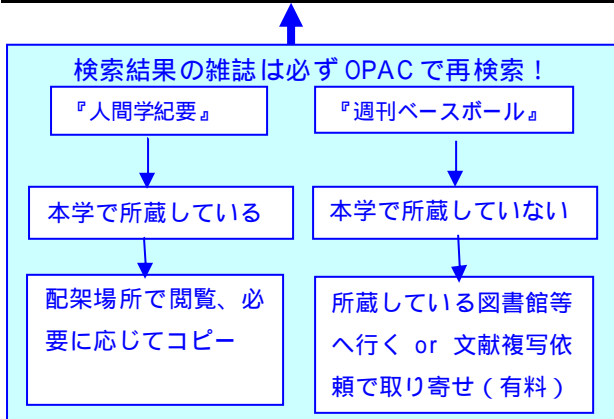 検索結果の雑誌は必ず OPAC で再検索！
『人間学紀要』
『週刊ベースボール』
本学で所蔵している
本学で所蔵していない
配架場所で閲覧、必
要に応じてコピー
所蔵している図書館等
へ行く or 文献複写依
頼で取り寄せ（有料）